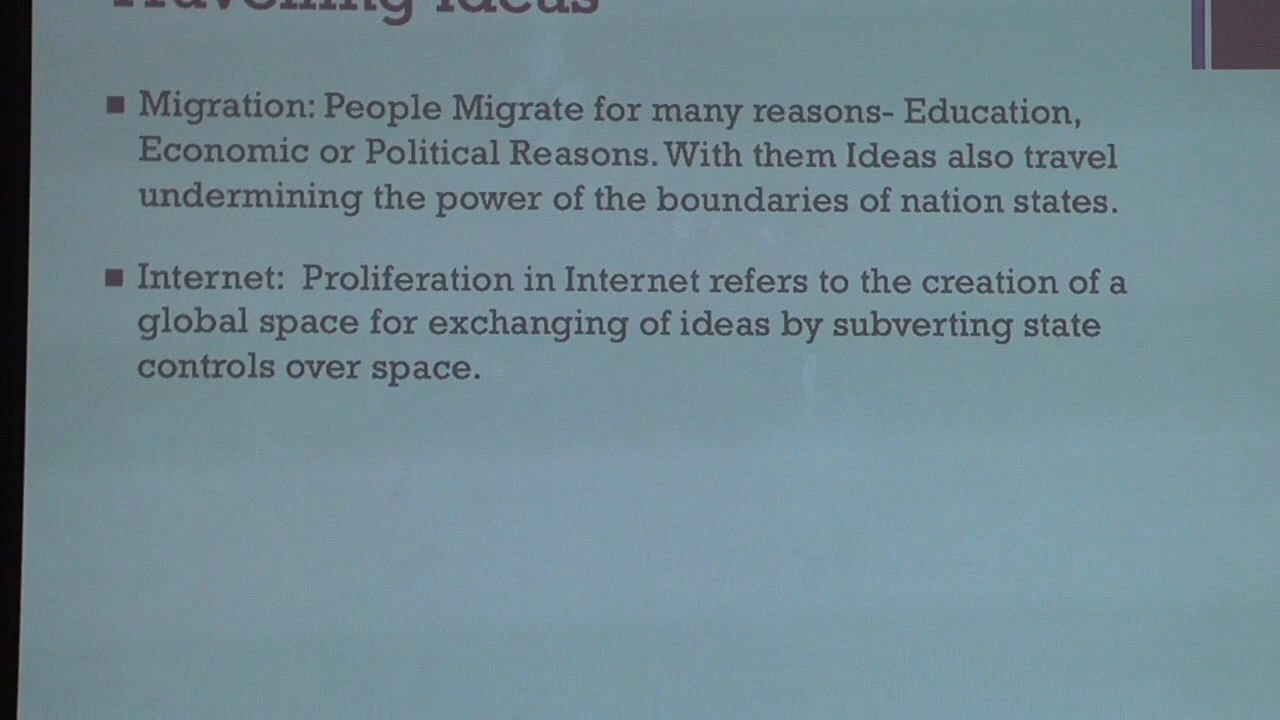 Travelling Ideas
Migration: People Migrate for many reasons- Education,
Economic or Political Reasons. With them Ideas also travel
undermining the power of the boundaries of nation states.
Internet: Proliferation in Internet refers to the creation of a
global space for exchanging of ideas by subverting state
controls over space.